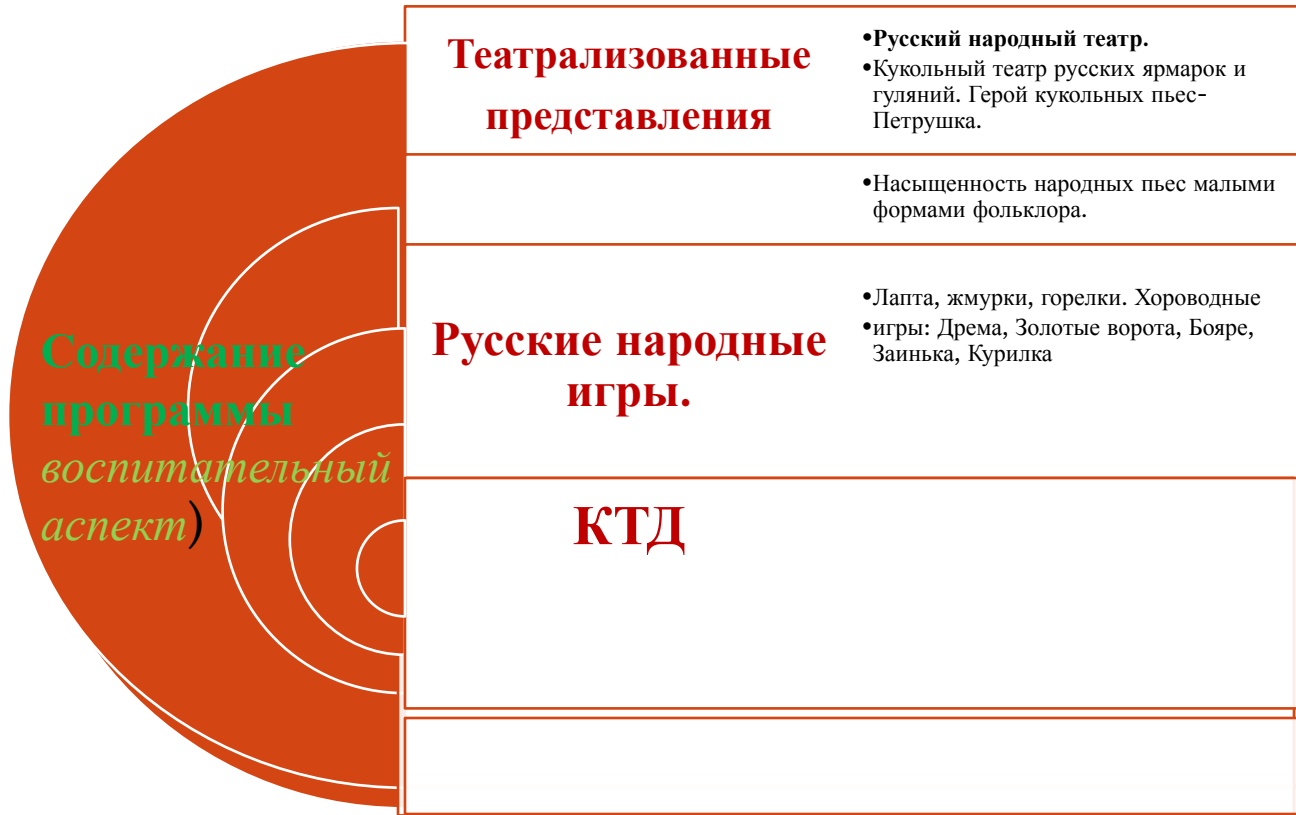 Театрализованные
представления
•Русский народный театр.
•Кукольный театр русских ярмарок и
гуляний. Герой кукольных пьес-
Петрушка.
•Насыщенность народных пьес малыми
формами фольклора.
Русские народные
игры.
•Лапта, жмурки, горелки. Хороводные
•игры: Дрема, Золотые ворота, Бояре,
Заинька, Курилка
КТД
Содержание
программы
воспитательный
аспект)